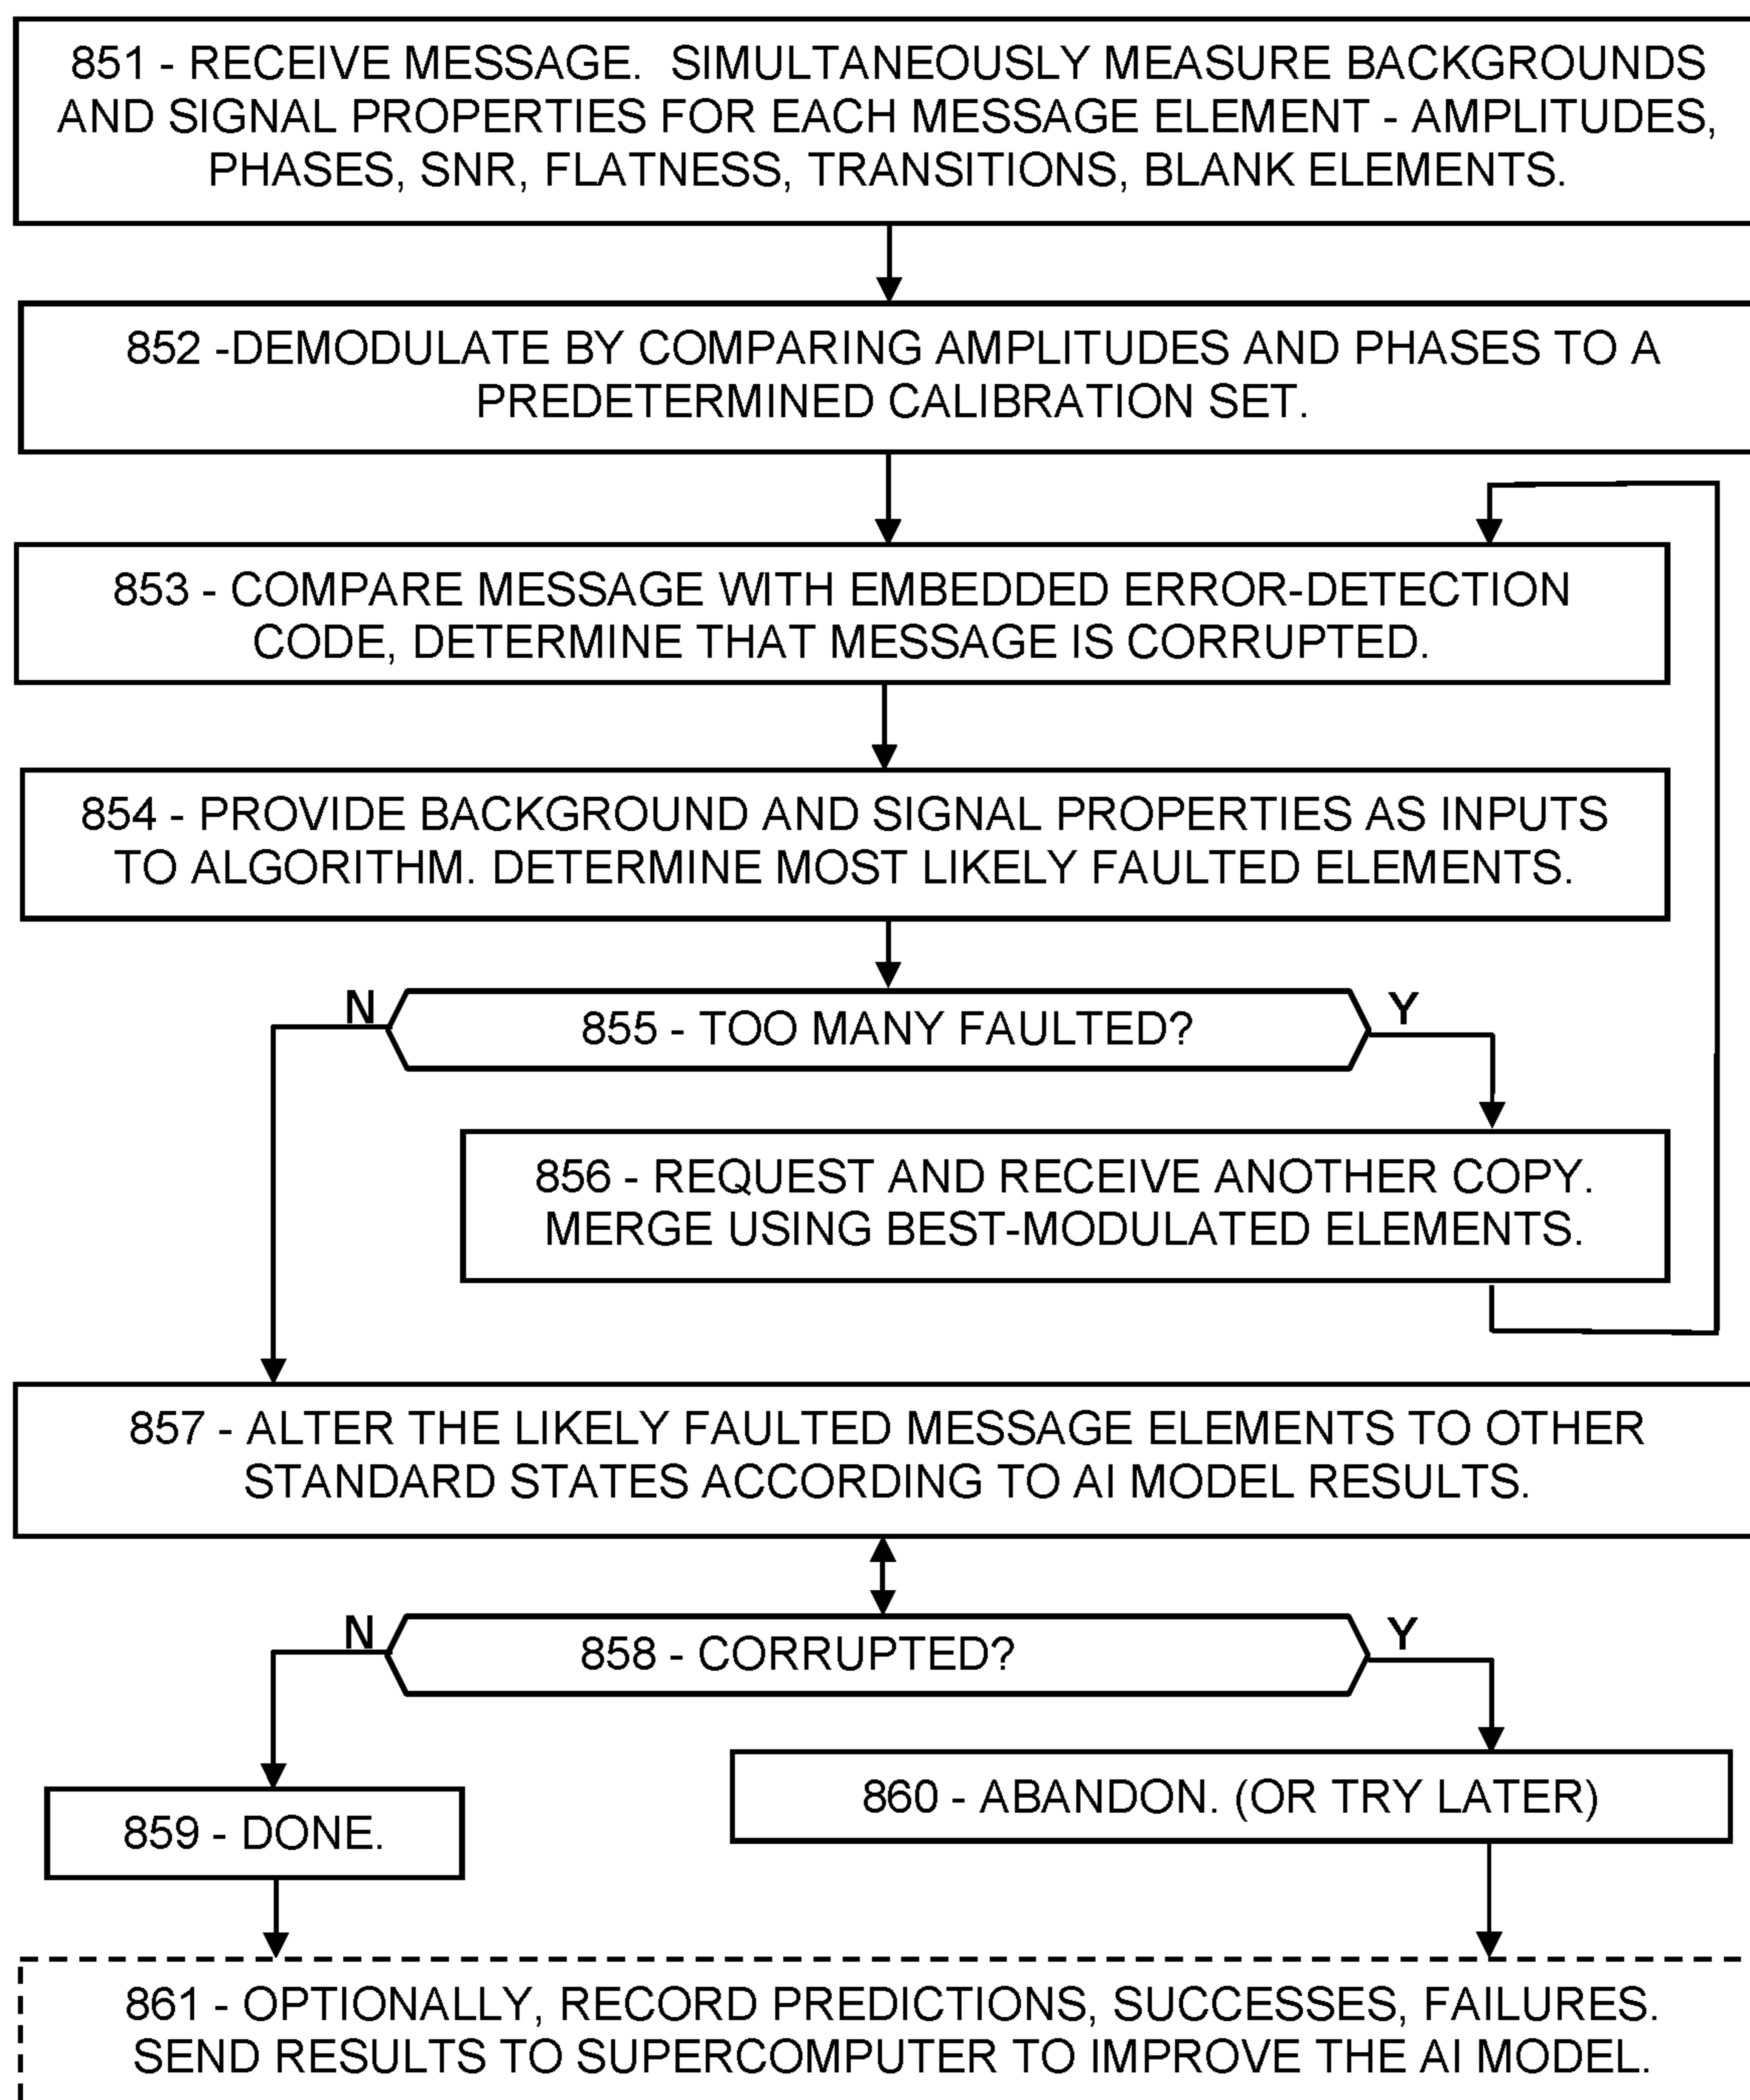 851 - RECEIVE MESSAGE. SIMULTANEOUSLY MEASURE BACKGROUNDS
AND SIGNAL PROPERTIES FOR EACH MESSAGE ELEMENT - AMPLITUDES,
PHASES, SNR, FLATNESS, TRANSITIONS, BLANK ELEMENTS.
852 -DEMODULATE BY COMPARING AMPLITUDES AND PHASES TO A
PREDETERMINED CALIBRATION SET.
853 - COMPARE MESSAGE WITH EMBEDDED ERROR-DETECTION
CODE, DETERMINE THAT MESSAGE IS CORRUPTED.
854 - PROVIDE BACKGROUND AND SIGNAL PROPERTIES AS INPUTS
TO ALGORITHM. DETERMINE MOST LIKELY FAULTED ELEMENTS.
N
855 - TOO MANY FAULTED?
Y
856 - REQUEST AND RECEIVE ANOTHER COPY.
MERGE USING BEST-MODULATED ELEMENTS.
857 - ALTER THE LIKELY FAULTED MESSAGE ELEMENTS TO OTHER
STANDARD STATES ACCORDING TO AI MODEL RESULTS.
N
858 - CORRUPTED?
Y
859 - DONE.
860 - ABANDON. (OR TRY LATER)
861 - OPTIONALLY, RECORD PREDICTIONS, SUCCESSES, FAILURES.
SEND RESULTS TO SUPERCOMPUTER TO IMPROVE THE AI MODEL.